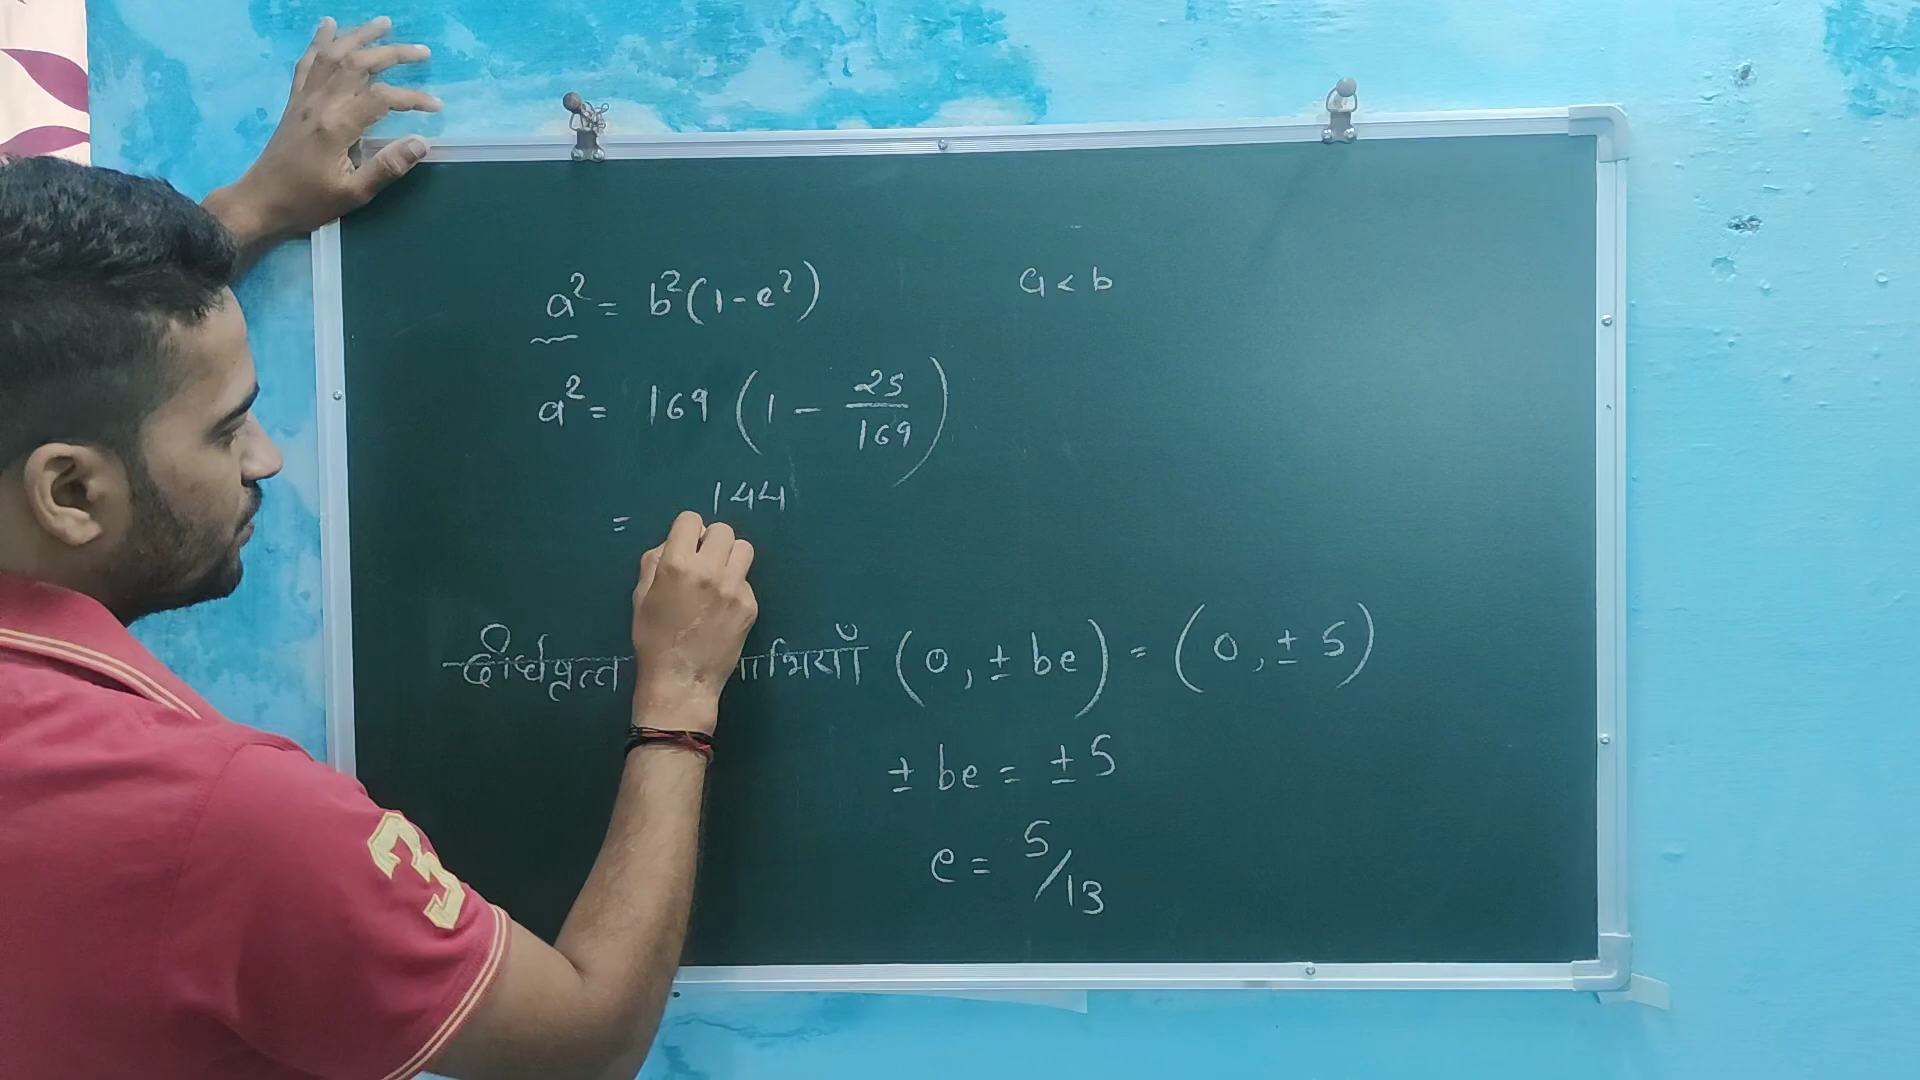 a² = b²(1-e²) a < b
a² = 169 (1 - 25/169)
= 144
दीर्घवृत्त नाभियाँ (0, ± be) = (0, ± 5)
± be = ± 5
e = 5/13
3